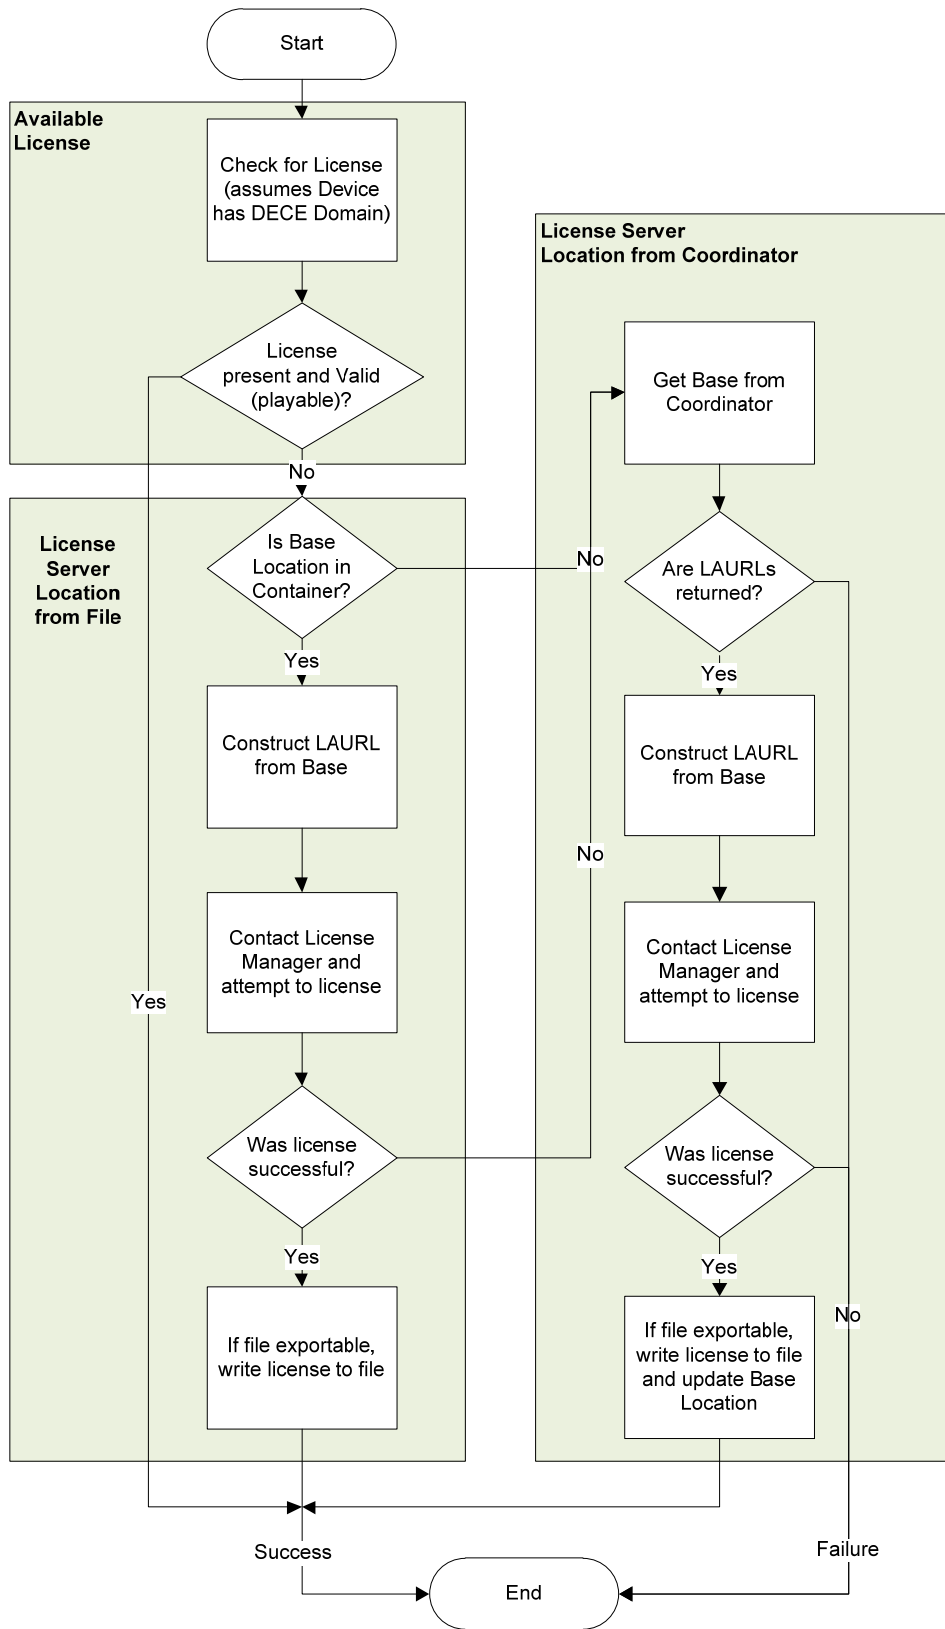 Start
Available
License
Check for License
(assumes Device
has DECE Domain)
License
present and Valid
(playable)?
No
License
Server
Location
from File
Is Base
Location in
Container?
Yes
Construct LAURL
from Base
Contact License
Manager and
attempt to license
Yes
Was license
successful?
Yes
If file exportable,
write license to file
License Server
Location from Coordinator
Get Base from
Coordinator
No
Are LAURLs
returned?
Yes
Construct LAURL
from Base
No
Contact License
Manager and
attempt to license
Was license
successful?
Yes
No
If file exportable,
write license to file
and update Base
Location
Success
Failure
End